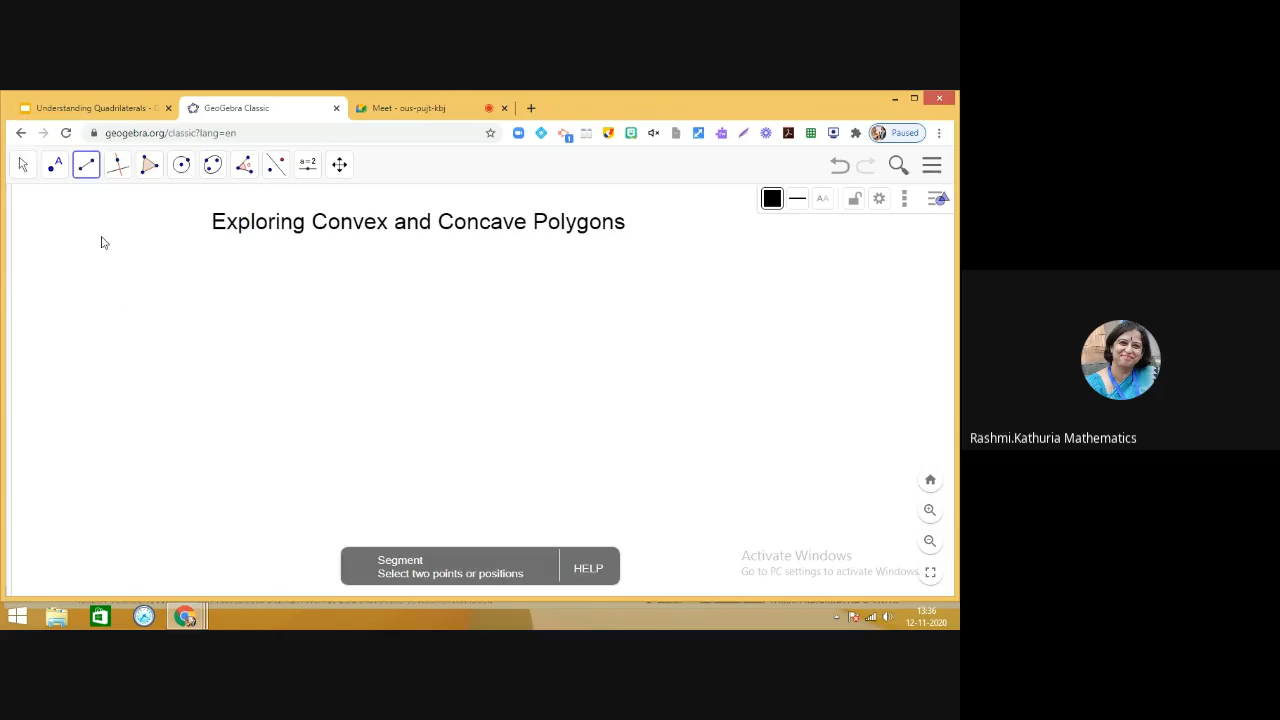 Understanding Quadrilaterals - G
GeoGebra Classic
Meet - ous-pujt-kbj
geogebra.org/classic?lang=en
Paused
A
a=2
AA
Exploring Convex and Concave Polygons
Rashmi.Kathuria Mathematics
Segment
Select two points or positions
HELP
Activate Windows
Go to PC settings to activate Windows.
13:36
12-11-2020